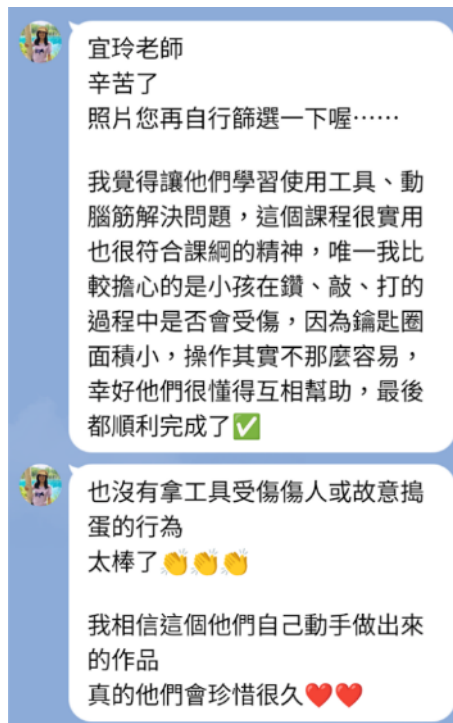 宜玲老師
辛苦了
照片您再自行篩選一下喔⋯⋯
我覺得讓他們學習使用工具、動
腦筋解決問題，這個課程很實用
也很符合課綱的精神，唯一我比
較擔心的是小孩在鑽、敲、打的
過程中是否會受傷，因為鑰匙圈
面積小，操作其實不那麼容易，
幸好他們很懂得互相幫助，最後
都順利完成了✅
也沒有拿工具受傷傷人或故意搗
蛋的行為
太棒了👏👏👏
我相信這個他們自己動手做出來
的作品
真的他們會珍惜很久❤️❤️